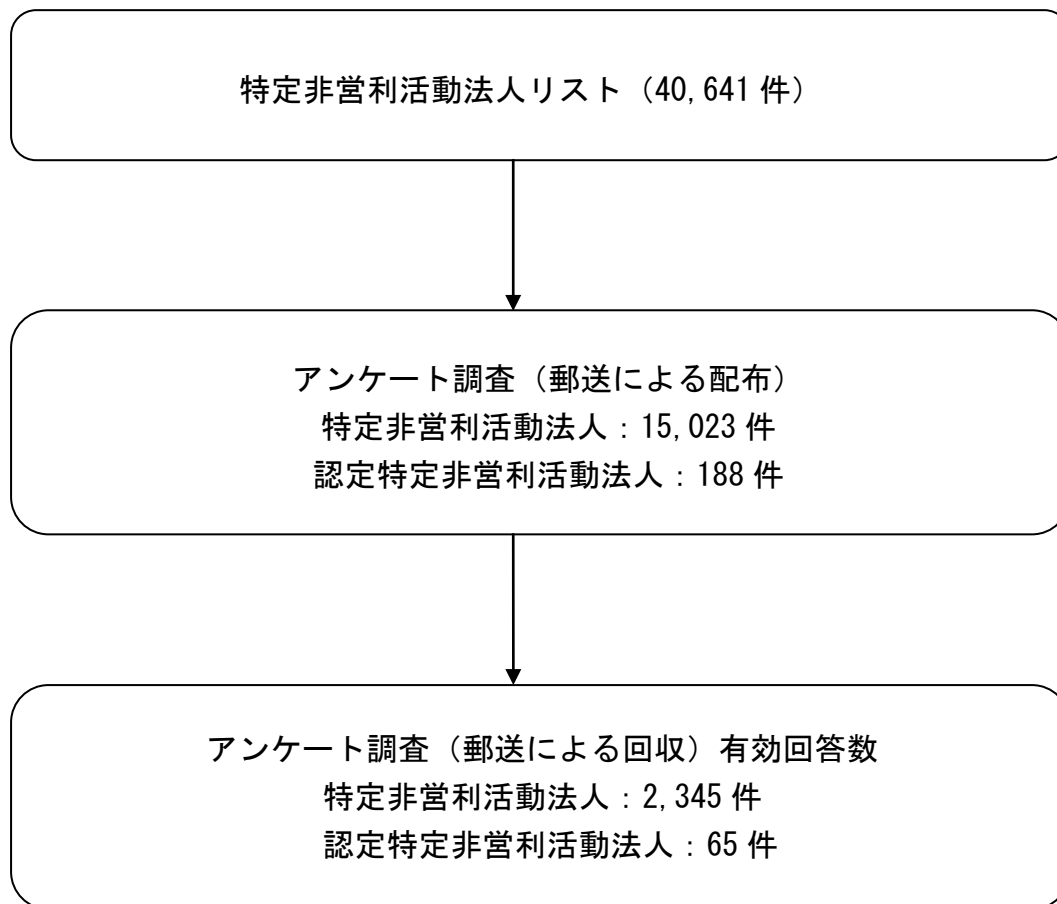 特定非営利活動法人リスト（40,641 件）
アンケート調査（郵送による配布）
特定非営利活動法人：15,023 件
認定特定非営利活動法人：188 件
アンケート調査（郵送による回収）有効回答数
特定非営利活動法人：2,345 件
認定特定非営利活動法人：65 件